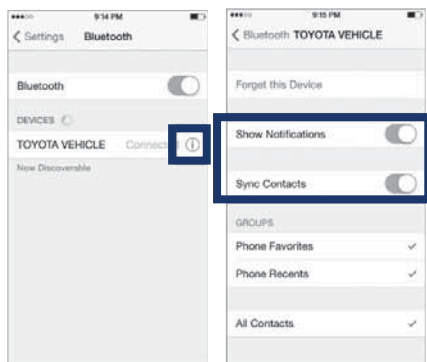 9:14 PM
Settings Bluetooth
Bluetooth
DEVICES
TOYOTA VEHICLE Connected
Now Discoverable
9:15 PM
Bluetooth TOYOTA VEHICLE
Forget this Device
Show Notifications
Sync Contacts
GROUPS
Phone Favorites
Phone Recents
All Contacts